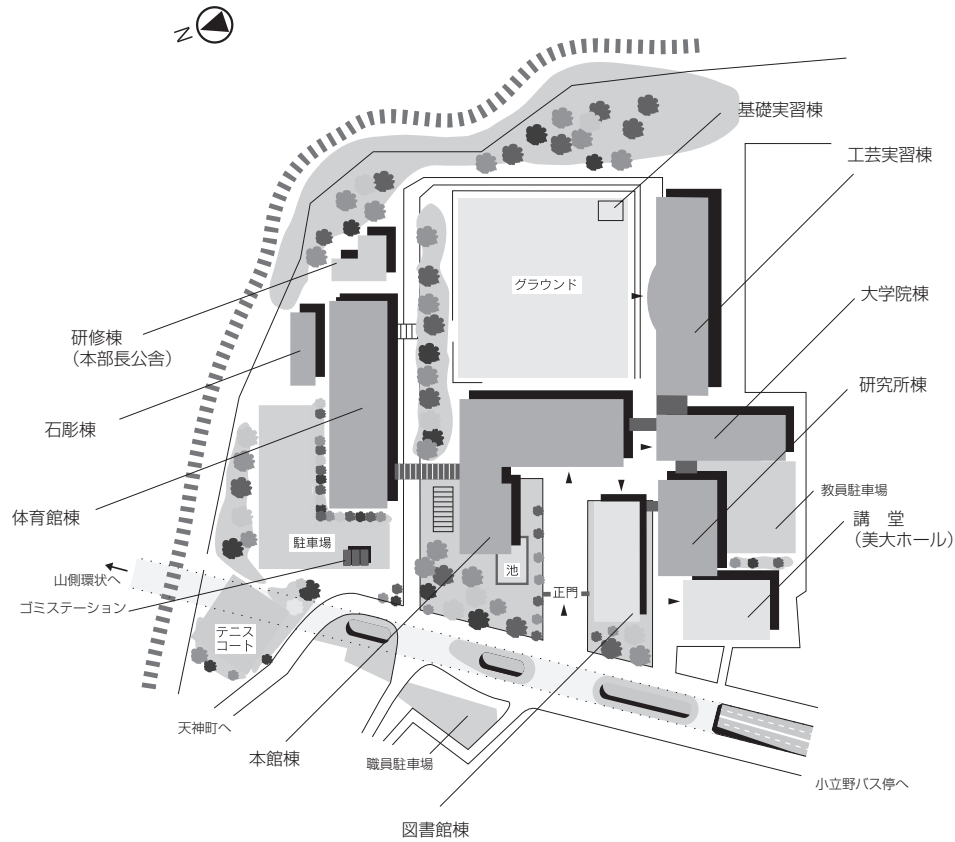 N
基礎実習棟
工芸実習棟
グラウンド
大学院棟
研修棟
（本部長公舎）
研究所棟
石彫棟
教員駐車場
体育館棟
講　堂
（美大ホール）
駐車場
池
山側環状へ
正門
ゴミステーション
テニス
コート
天神町へ
本館棟
職員駐車場
小立野バス停へ
図書館棟